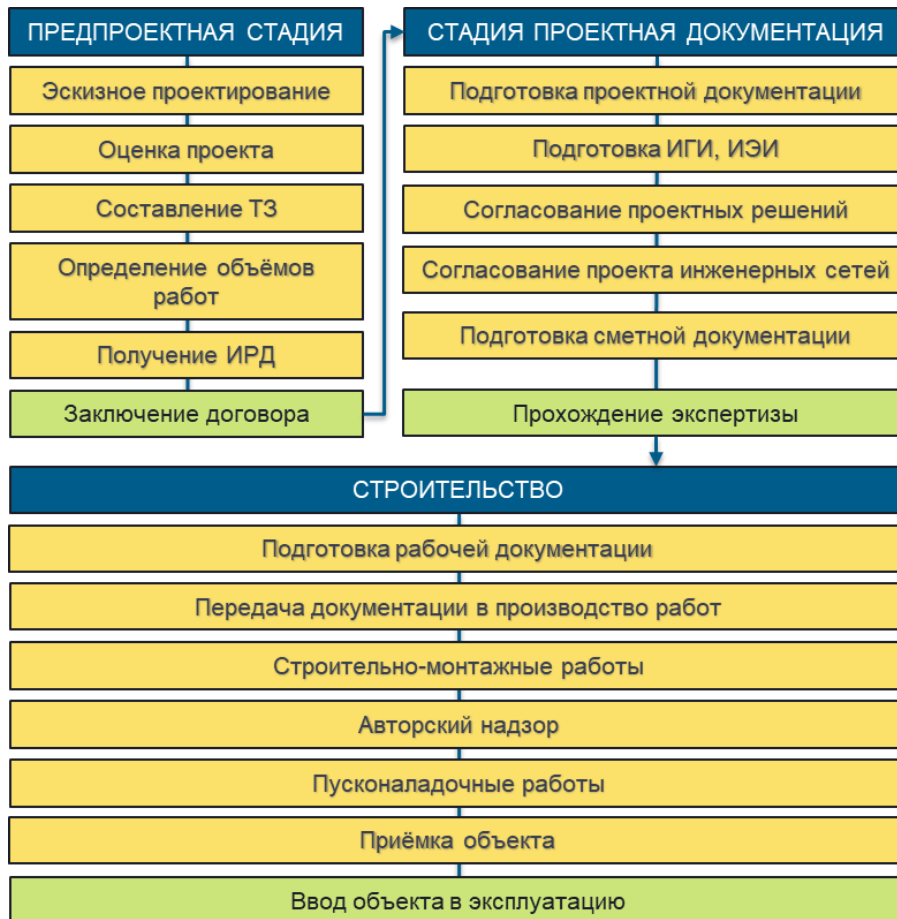 ПРЕДПРОЕКТНАЯ СТАДИЯ
Эскизное проектирование
Оценка проекта
Составление ТЗ
Определение объёмов
работ
Получение ИРД
Заключение договора
СТАДИЯ ПРОЕКТНАЯ ДОКУМЕНТАЦИЯ
Подготовка проектной документации
Подготовка ИГИ, ИЭИ
Согласование проектных решений
Согласование проекта инженерных сетей
Подготовка сметной документации
Прохождение экспертизы
СТРОИТЕЛЬСТВО
Подготовка рабочей документации
Передача документации в производство работ
Строительно-монтажные работы
Авторский надзор
Пусконаладочные работы
Приёмка объекта
Ввод объекта в эксплуатацию